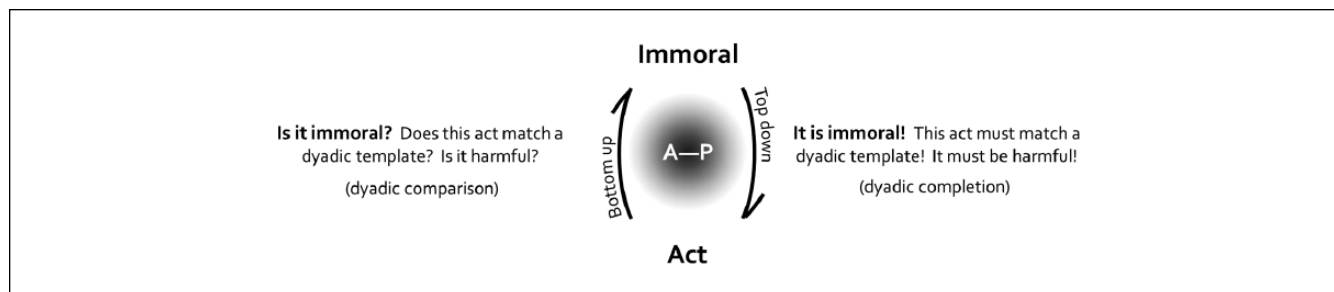 Immoral
Is it immoral? Does this act match a
dyadic template? Is it harmful?
(dyadic comparison)
Bottom up
A—P
Top down
It is immoral! This act must match a
dyadic template! It must be harmful!
(dyadic completion)
Act